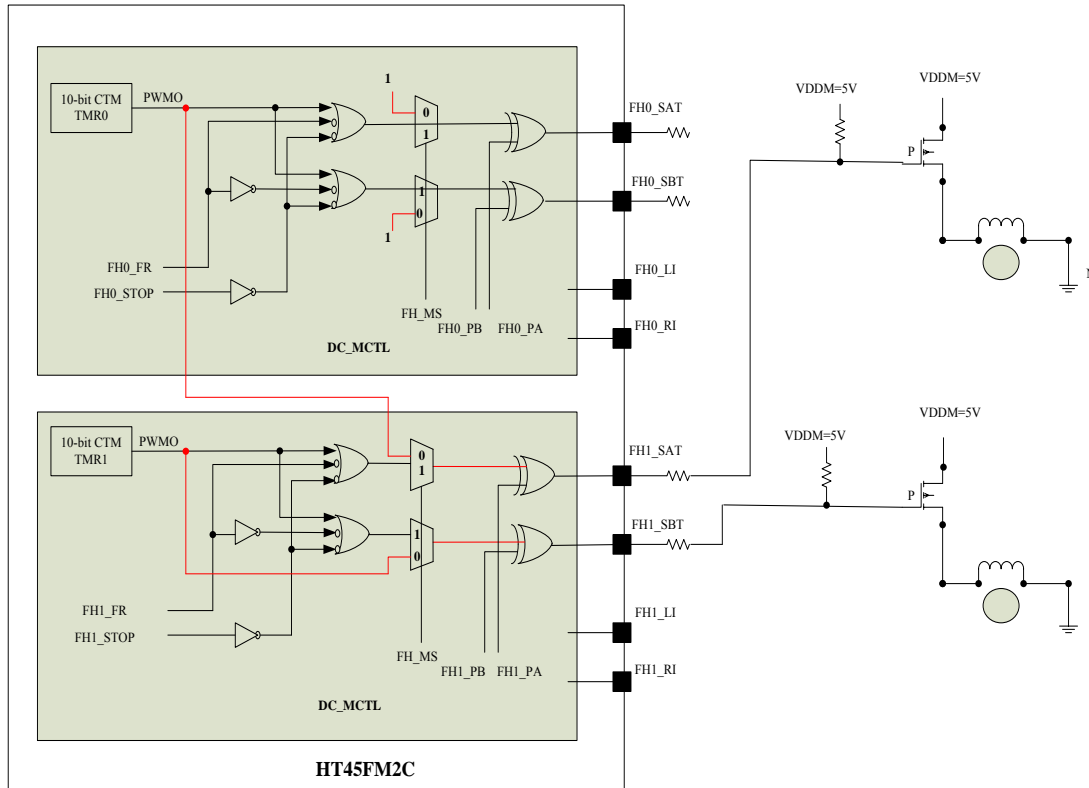 10-bit CTM
TMR0
PWMO
1
0
1
1
0
1
FH0_FR
FH0_STOP
FH_MS
FH0_PB
FH0_PA
DC_MCTL
FH0_SAT
FH0_SBT
FH0_LI
FH0_RI
VDDM=5V
VDDM=5V
P
N
10-bit CTM
TMR1
PWMO
0
1
1
0
FH1_FR
FH1_STOP
FH_MS
FH1_PB
FH1_PA
DC_MCTL
FH1_SAT
FH1_SBT
FH1_LI
FH1_RI
VDDM=5V
VDDM=5V
P
HT45FM2C